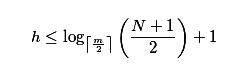 h ≤ log⌈m/2⌉ ((N + 1)/2) + 1